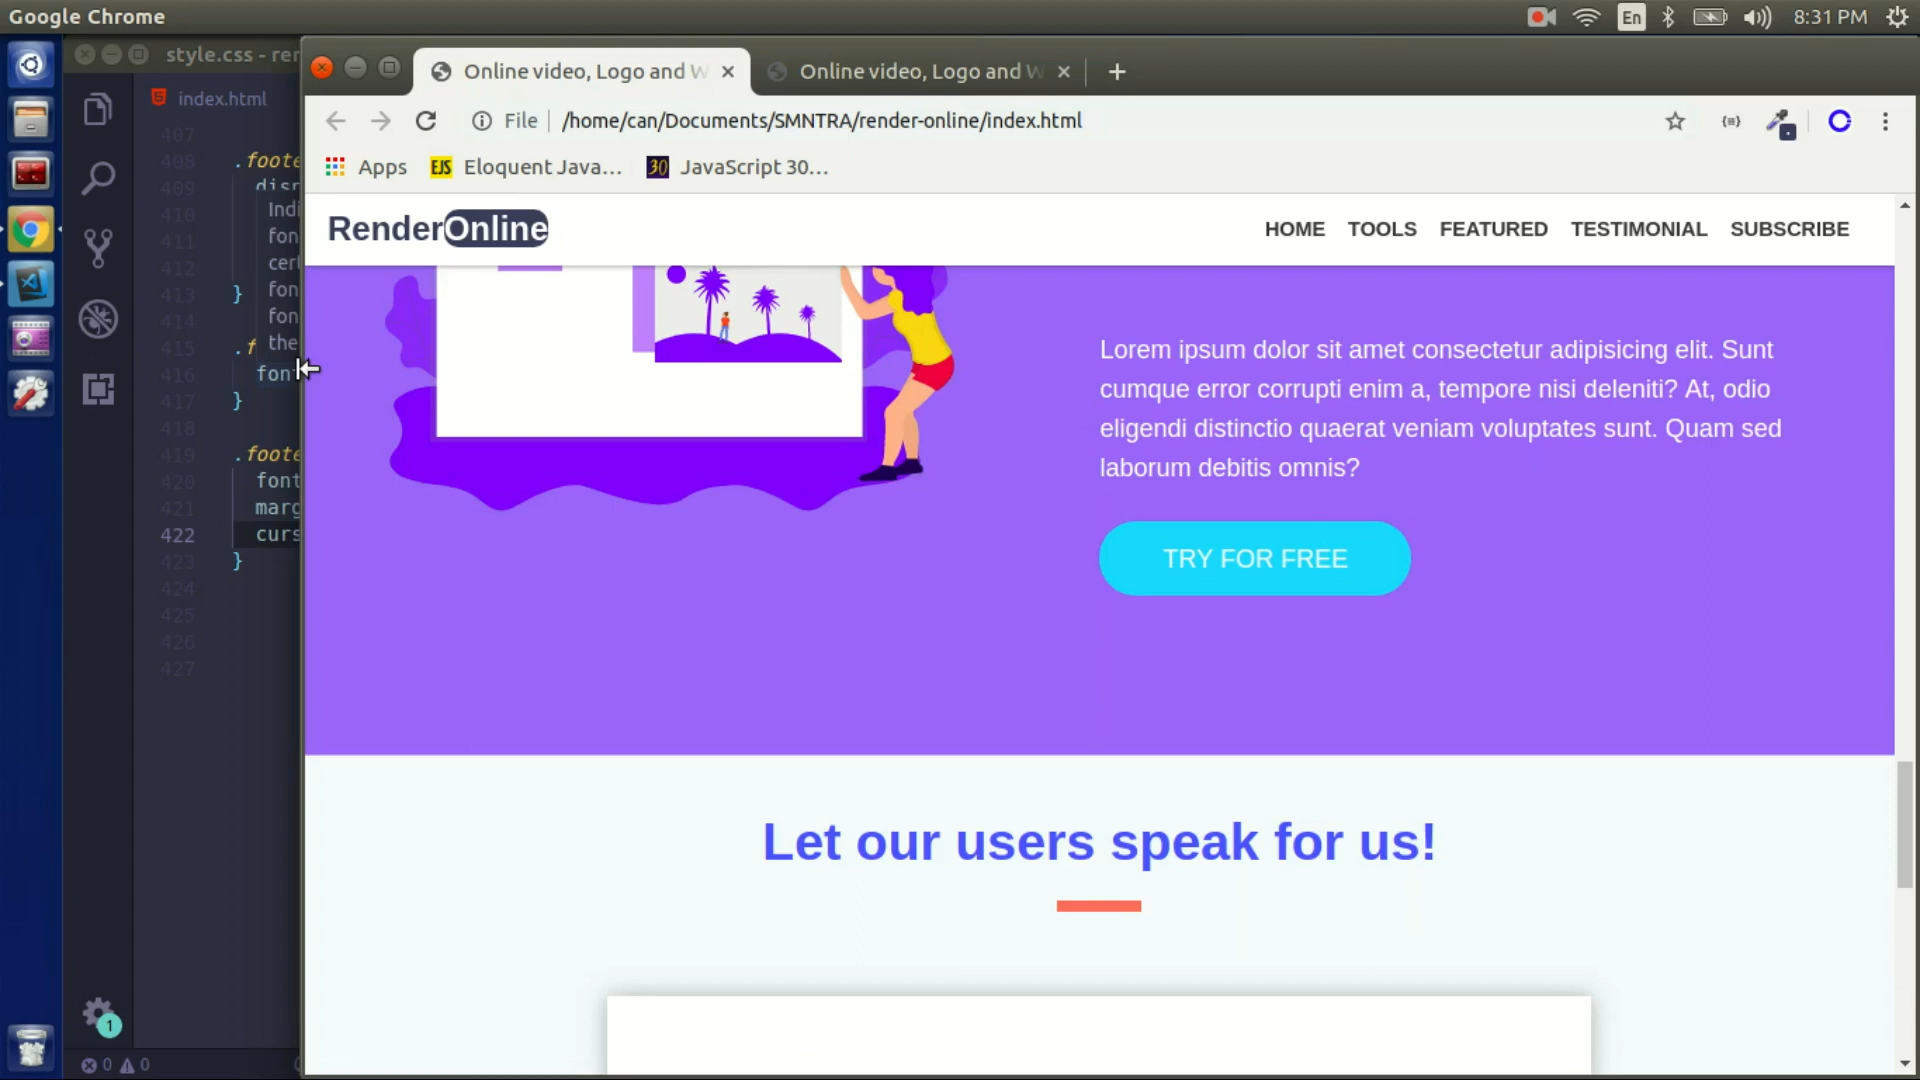 Google Chrome
En
8:31 PM
style.css - rer
Online video, Logo and W
Online video, Logo and W
index.html
File
/home/can/Documents/SMNTRA/render-online/index.html
Apps
EJS Eloquent Java...
30 JavaScript 30...
RenderOnline
HOME TOOLS FEATURED TESTIMONIAL SUBSCRIBE
407
408 .foote
409
410 Indi
411 fon
412 cert
413 } fon
414 fon
415 .f the
416 font
417 }
418
419 .foote
420 font
421 marg
422 curs
423 }
424
425
426
427
Lorem ipsum dolor sit amet consectetur adipisicing elit. Sunt
cumque error corrupti enim a, tempore nisi deleniti? At, odio
eligendi distinctio quaerat veniam voluptates sunt. Quam sed
laborum debitis omnis?
TRY FOR FREE
Let our users speak for us!
1
0 0